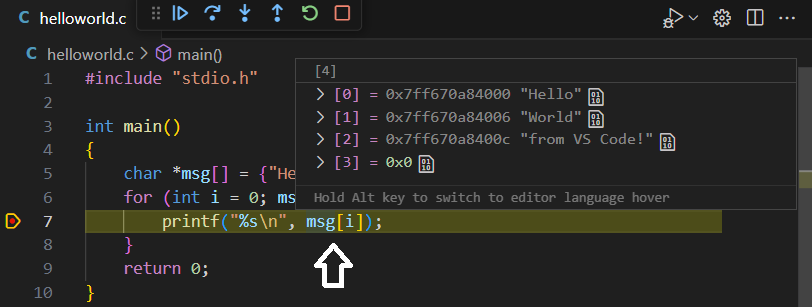 C helloworld.c
C helloworld.c > main()
1 #include "stdio.h"
2
3 int main()
4 {
5 char *msg[] = {"He
6 for (int i = 0; ms
7 printf("%s\n", msg[i]);
8 }
9 return 0;
10 }
[4]
> [0] = 0x7ff670a84000 "Hello"
> [1] = 0x7ff670a84006 "World"
> [2] = 0x7ff670a8400c "from VS Code!"
> [3] = 0x0
Hold Alt key to switch to editor language hover